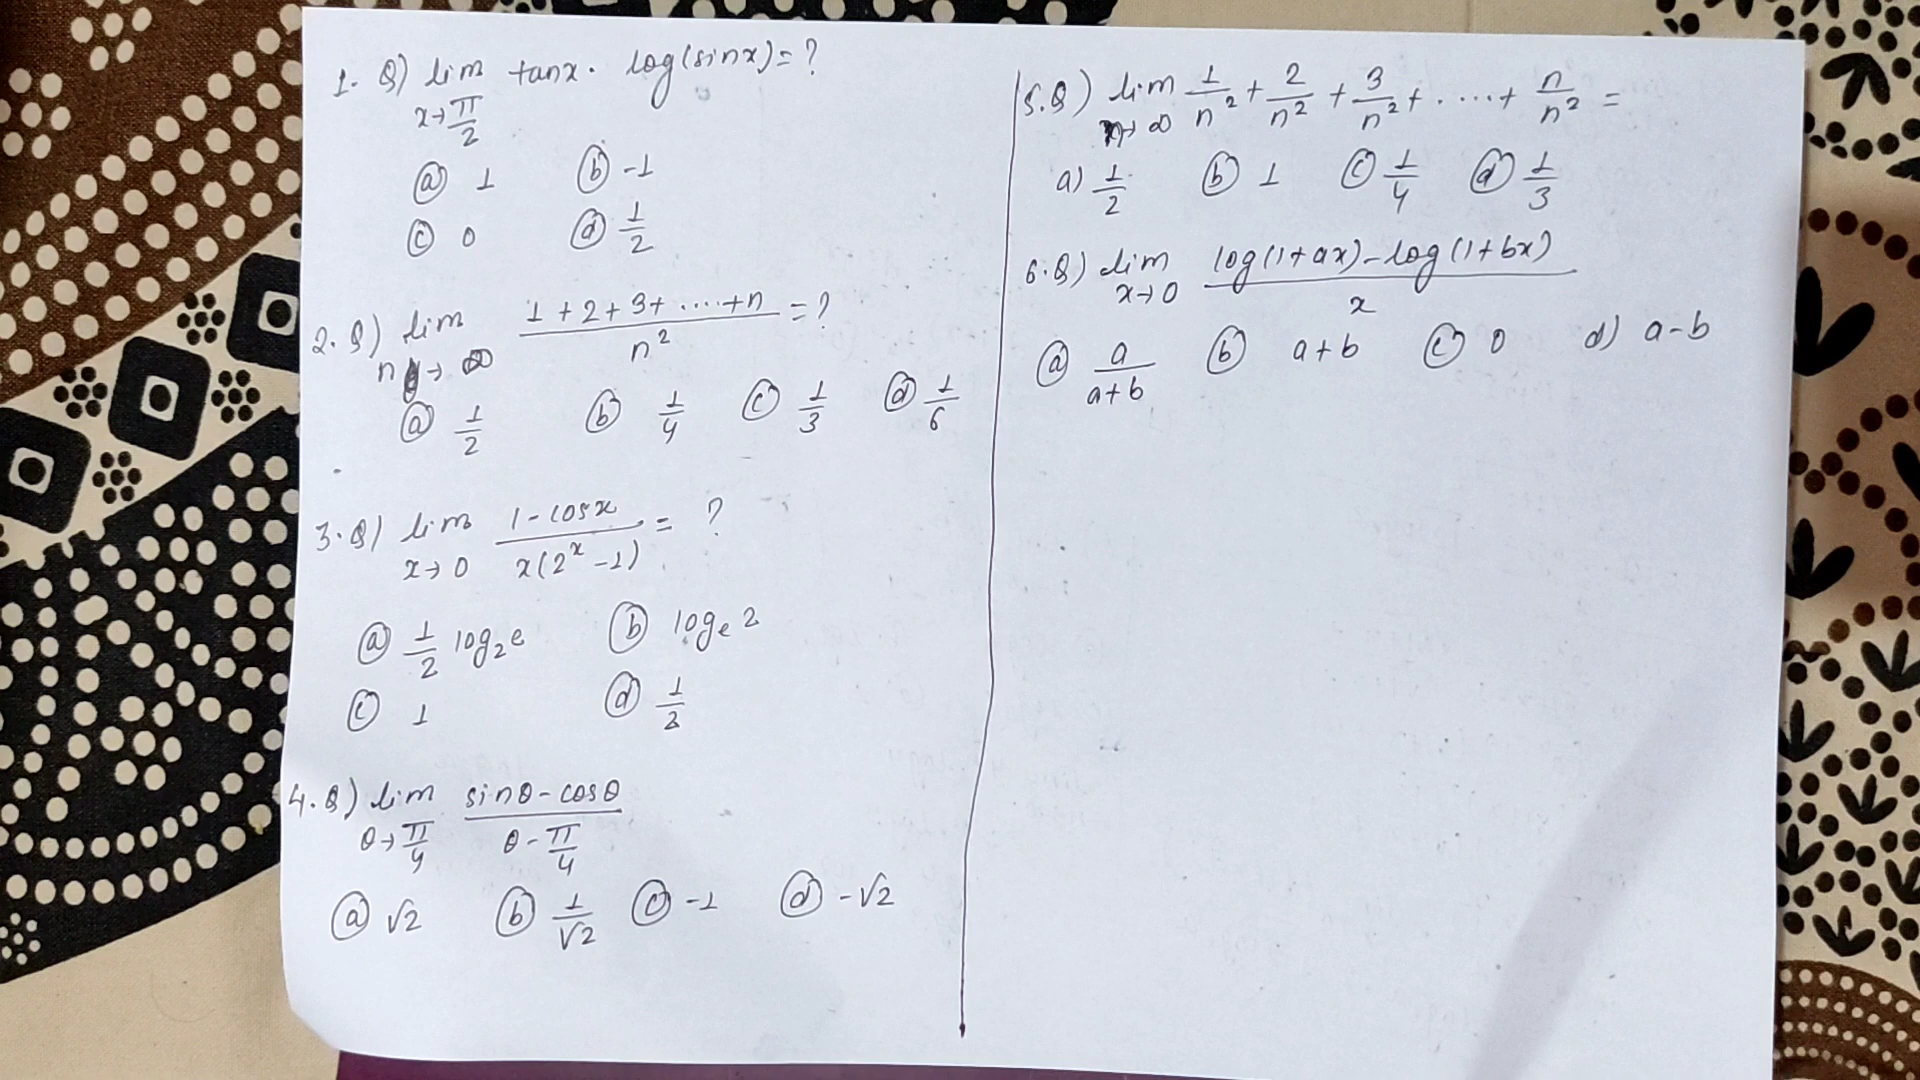 1. Q) lim tanx. log(sinx) = ?
x→π/2
ⓐ 1 ⓑ -1
ⓒ 0 ⓓ 1/2
2. Q) lim (1+2+3+.....+n)/n² = ?
n→∞
ⓐ 1/2 ⓑ 1/4 ⓒ 1/3 ⓓ 1/6
3. Q) lim (1-cosx)/(x(2ˣ-1)) = ?
x→0
ⓐ 1/2 log₂e ⓑ logₑ2
ⓒ 1 ⓓ 1/2
4. Q) lim (sinθ-cosθ)/(θ-π/4)
θ→π/4
ⓐ √2 ⓑ 1/√2 ⓒ -1 ⓓ -√2
5. Q) lim 1/n² + 2/n² + 3/n² + .....+ n/n² =
n→∞
a) 1/2 ⓑ 1 ⓒ 1/4 ⓓ 1/3
6. Q) lim (log(1+ax)-log(1+bx))/x
x→0
ⓐ a/(a+b) ⓑ a+b ⓒ 0 d) a-b